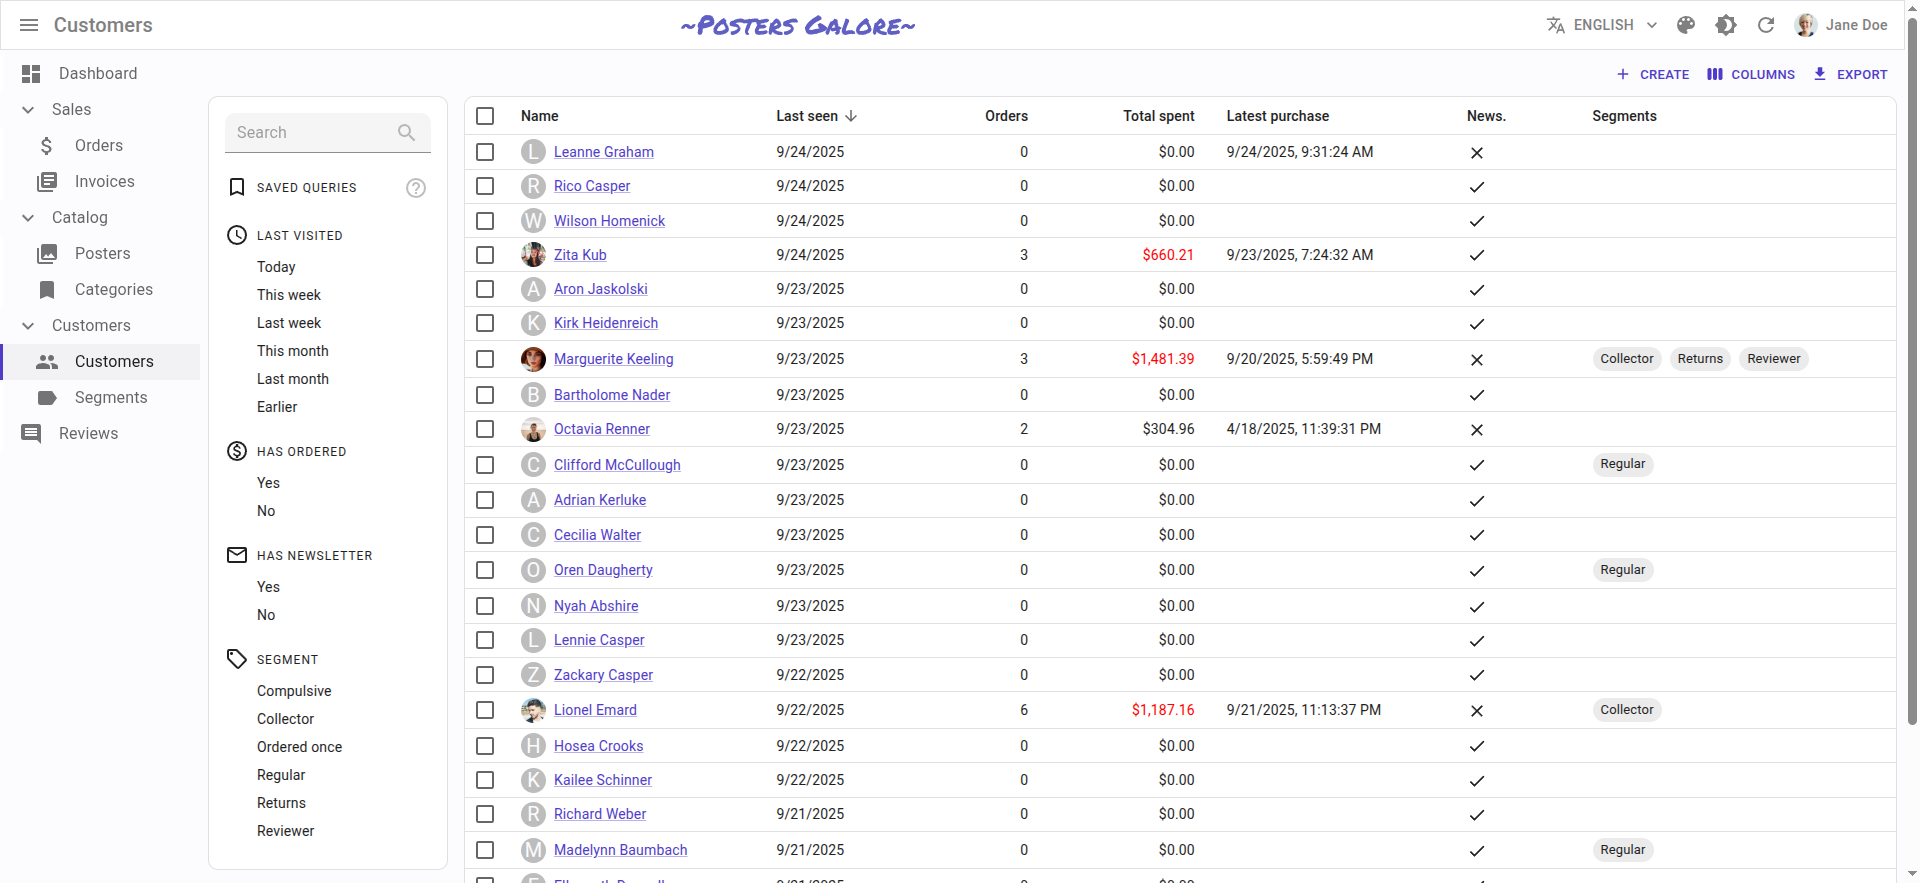 Customers
~Posters Galore~
ENGLISH
Jane Doe
Dashboard
Sales
Orders
Invoices
Catalog
Posters
Categories
Customers
Customers
Segments
Reviews
CREATE
COLUMNS
EXPORT
Search
SAVED QUERIES
LAST VISITED
Today
This week
Last week
This month
Last month
Earlier
HAS ORDERED
Yes
No
HAS NEWSLETTER
Yes
No
SEGMENT
Compulsive
Collector
Ordered once
Regular
Returns
Reviewer
Name Last seen Orders Total spent Latest purchase News. Segments
L Leanne Graham 9/24/2025 0 $0.00 9/24/2025, 9:31:24 AM
R Rico Casper 9/24/2025 0 $0.00
W Wilson Homenick 9/24/2025 0 $0.00
Zita Kub 9/24/2025 3 $660.21 9/23/2025, 7:24:32 AM
A Aron Jaskolski 9/23/2025 0 $0.00
K Kirk Heidenreich 9/23/2025 0 $0.00
Marguerite Keeling 9/23/2025 3 $1,481.39 9/20/2025, 5:59:49 PM Collector Returns Reviewer
B Bartholome Nader 9/23/2025 0 $0.00
Octavia Renner 9/23/2025 2 $304.96 4/18/2025, 11:39:31 PM
C Clifford McCullough 9/23/2025 0 $0.00 Regular
A Adrian Kerluke 9/23/2025 0 $0.00
C Cecilia Walter 9/23/2025 0 $0.00
O Oren Daugherty 9/23/2025 0 $0.00 Regular
N Nyah Abshire 9/23/2025 0 $0.00
L Lennie Casper 9/23/2025 0 $0.00
Z Zackary Casper 9/22/2025 0 $0.00
Lionel Emard 9/22/2025 6 $1,187.16 9/21/2025, 11:13:37 PM Collector
H Hosea Crooks 9/22/2025 0 $0.00
K Kailee Schinner 9/22/2025 0 $0.00
R Richard Weber 9/21/2025 0 $0.00
M Madelynn Baumbach 9/21/2025 0 $0.00 Regular